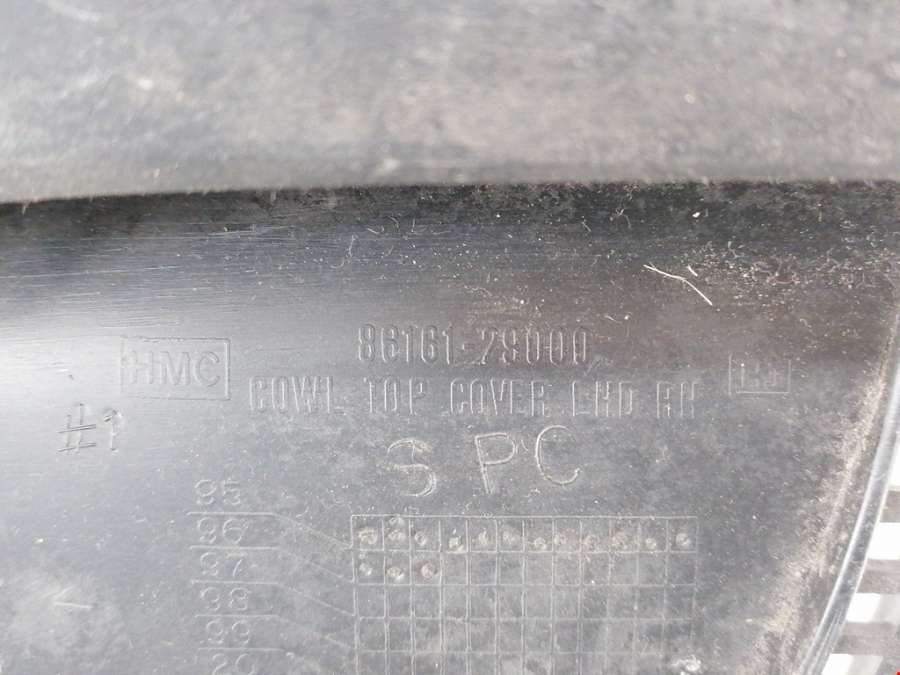 86161-29000
HMC
COWL TOP COVER LHD RH
#1
SPC
95
96
97
98
99